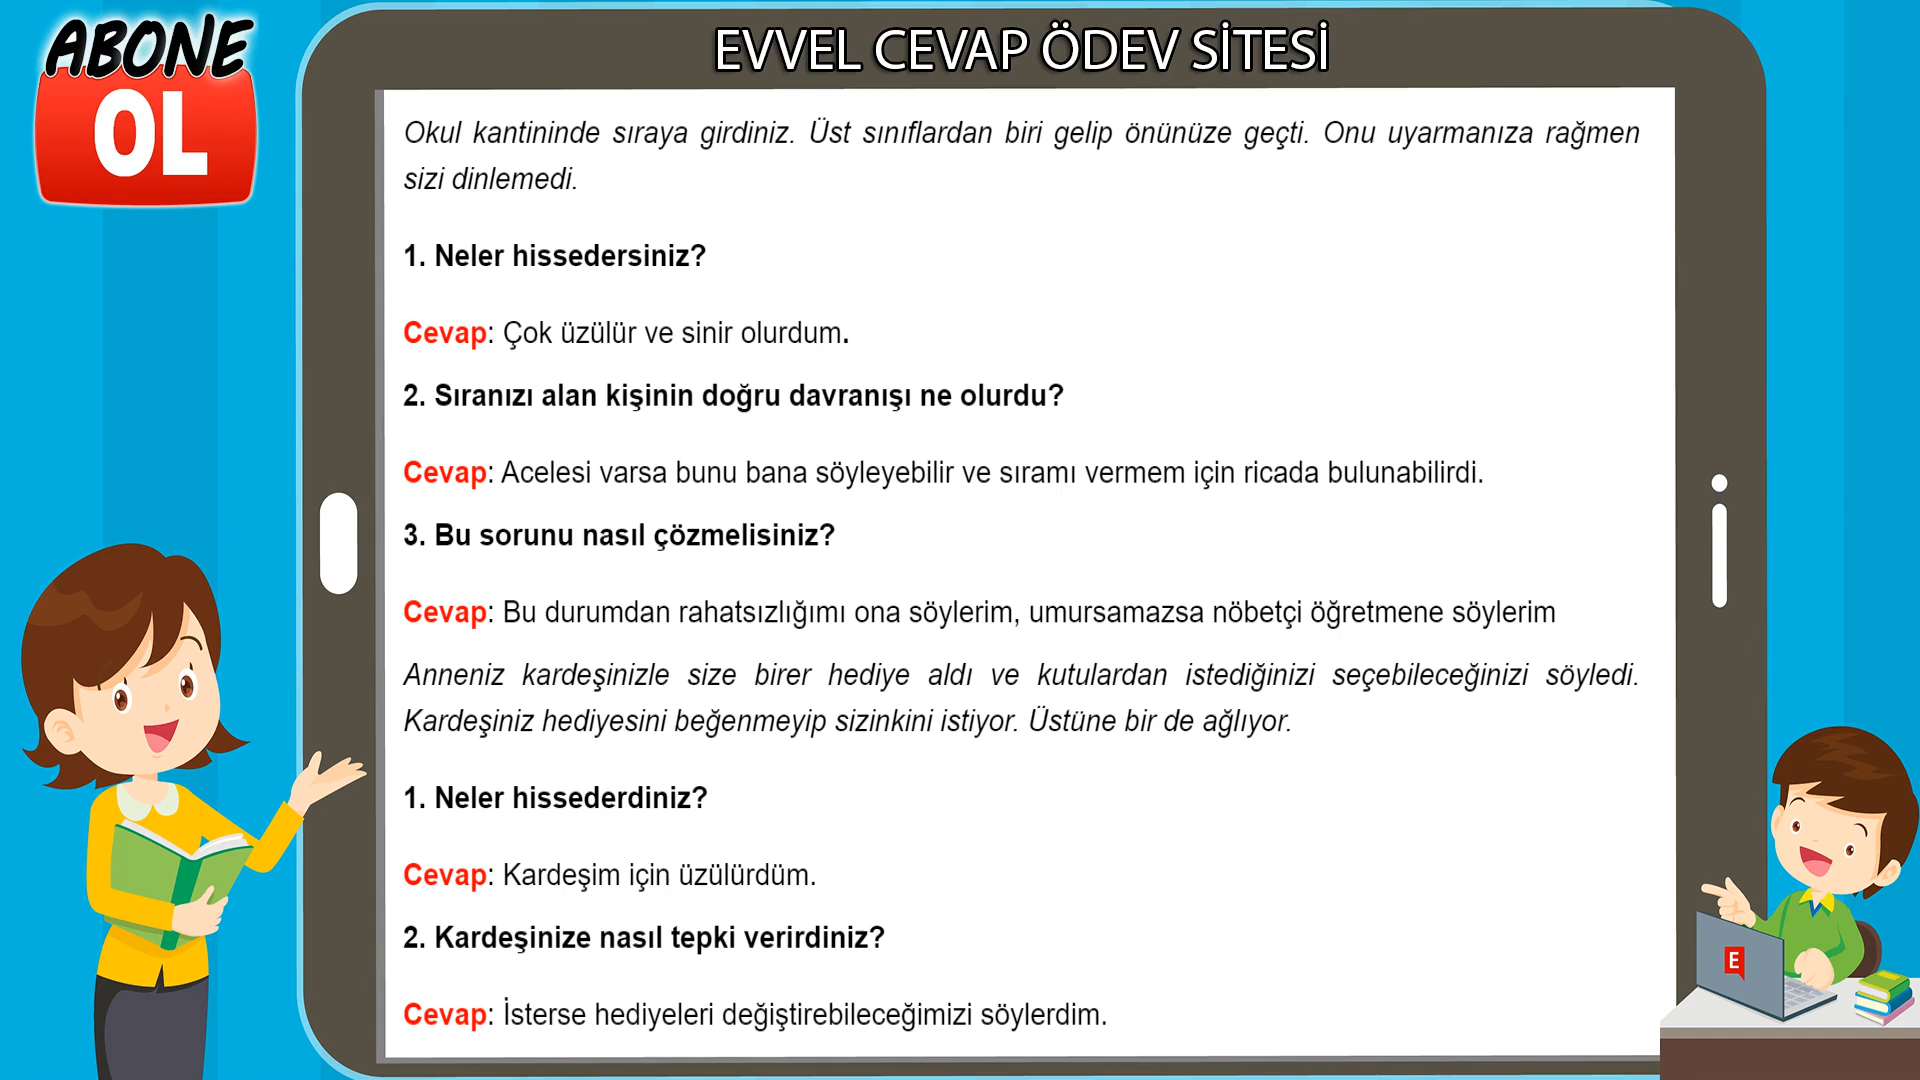 ABONE
OL
EVVEL CEVAP ÖDEV SİTESİ
Okul kantininde sıraya girdiniz. Üst sınıflardan biri gelip önünüze geçti. Onu uyarmanıza rağmen
sizi dinlemedi.
1. Neler hissedersiniz?
Cevap: Çok üzülür ve sinir olurdum.
2. Sıranızı alan kişinin doğru davranışı ne olurdu?
Cevap: Acelesi varsa bunu bana söyleyebilir ve sıramı vermem için ricada bulunabilirdi.
3. Bu sorunu nasıl çözmelisiniz?
Cevap: Bu durumdan rahatsızlığımı ona söylerim, umursamazsa nöbetçi öğretmene söylerim
Anneniz kardeşinizle size birer hediye aldı ve kutulardan istediğinizi seçebileceğinizi söyledi.
Kardeşiniz hediyesini beğenmeyip sizinkini istiyor. Üstüne bir de ağlıyor.
1. Neler hissederdiniz?
Cevap: Kardeşim için üzülürdüm.
2. Kardeşinize nasıl tepki verirdiniz?
Cevap: İsterse hediyeleri değiştirebileceğimizi söylerdim.
E